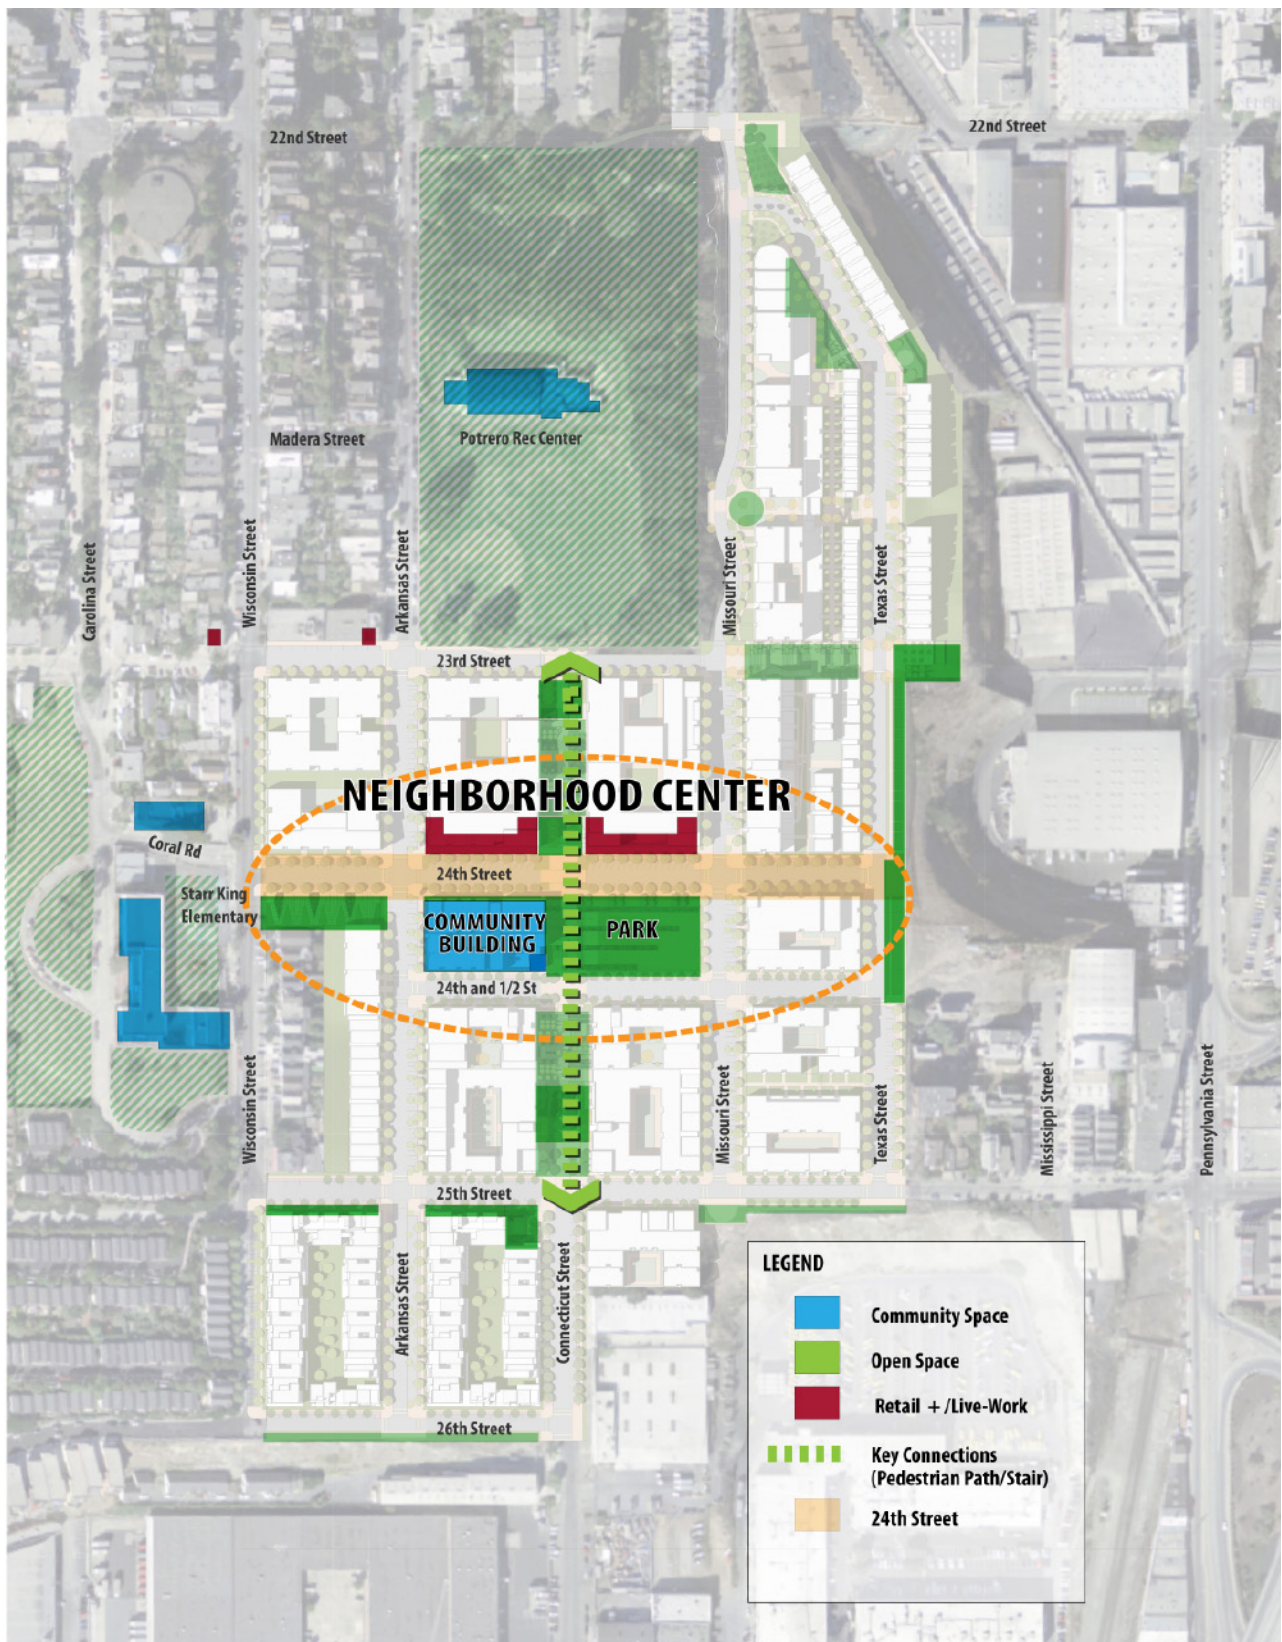 22nd Street
22nd Street
Madera Street
Potrero Rec Center
Carolina Street
Wisconsin Street
Arkansas Street
Missouri Street
Texas Street
23rd Street
NEIGHBORHOOD CENTER
Coral Rd
24th Street
Starr King
Elementary
COMMUNITY
BUILDING
PARK
24th and 1/2 St
Wisconsin Street
Missouri Street
Texas Street
Mississippi Street
Pennsylvania Street
25th Street
Arkansas Street
Connecticut Street
26th Street
LEGEND
Community Space
Open Space
Retail + /Live-Work
Key Connections
(Pedestrian Path/Stair)
24th Street